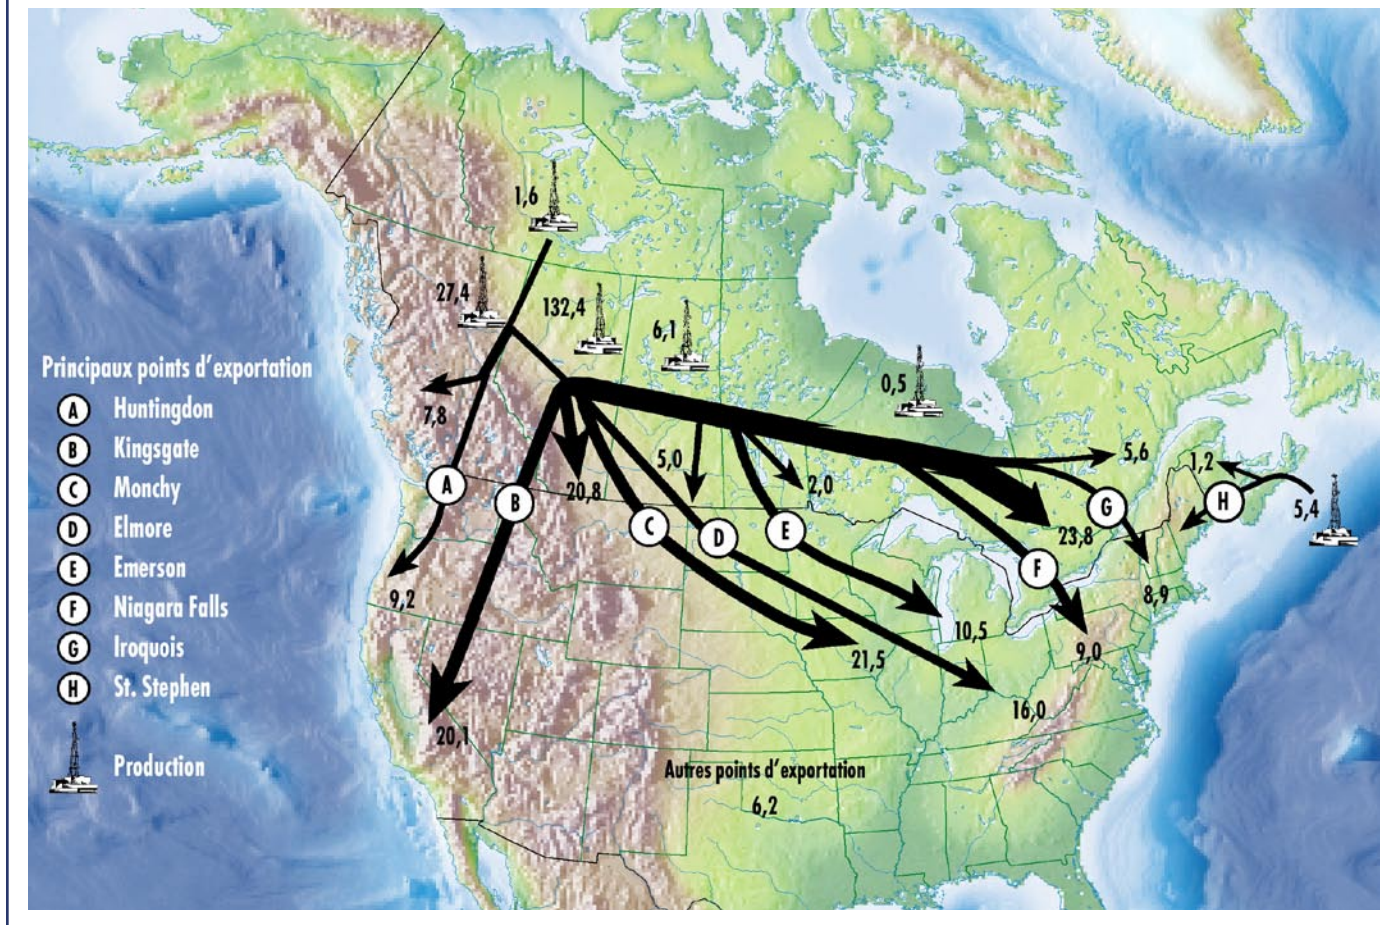 1,6
27,4
132,4
6,1
0,5
Principaux points d'exportation
A Huntingdon
B Kingsgate
C Monchy
D Elmore
E Emerson
F Niagara Falls
G Iroquois
H St. Stephen
Production
7,8
A
B
20,8
C
5,0
D
2,0
E
5,6
1,2
G
H
5,4
23,8
F
9,2
8,9
10,5
9,0
21,5
16,0
20,1
Autres points d'exportation
6,2